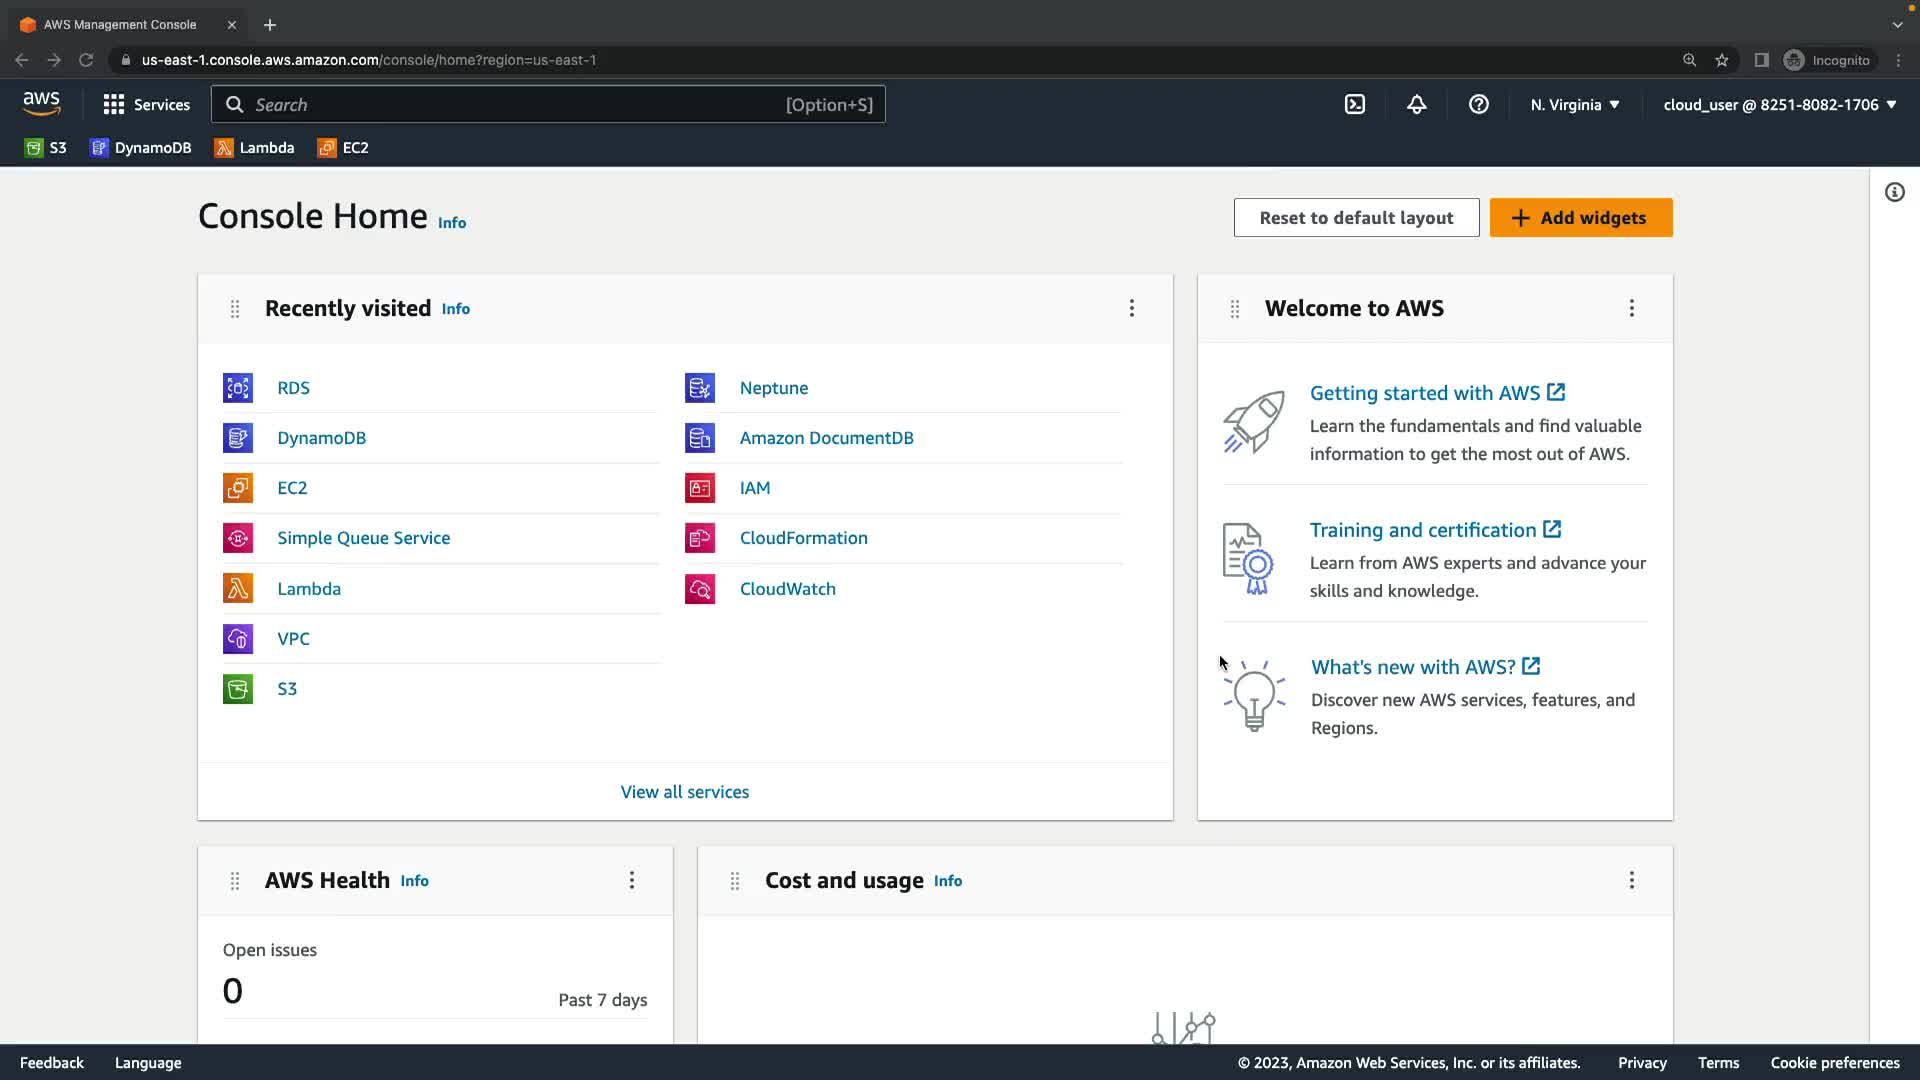 AWS Management Console
us-east-1.console.aws.amazon.com/console/home?region=us-east-1
Incognito
aws
Services
Search
[Option+S]
N. Virginia
cloud_user @ 8251-8082-1706
S3
DynamoDB
Lambda
EC2
Console Home Info
Reset to default layout
Add widgets
Recently visited Info
RDS
DynamoDB
EC2
Simple Queue Service
Lambda
VPC
S3
Neptune
Amazon DocumentDB
IAM
CloudFormation
CloudWatch
View all services
Welcome to AWS
Getting started with AWS
Learn the fundamentals and find valuable
information to get the most out of AWS.
Training and certification
Learn from AWS experts and advance your
skills and knowledge.
What's new with AWS?
Discover new AWS services, features, and
Regions.
AWS Health Info
Open issues
0
Past 7 days
Cost and usage Info
Feedback
Language
© 2023, Amazon Web Services, Inc. or its affiliates.
Privacy
Terms
Cookie preferences